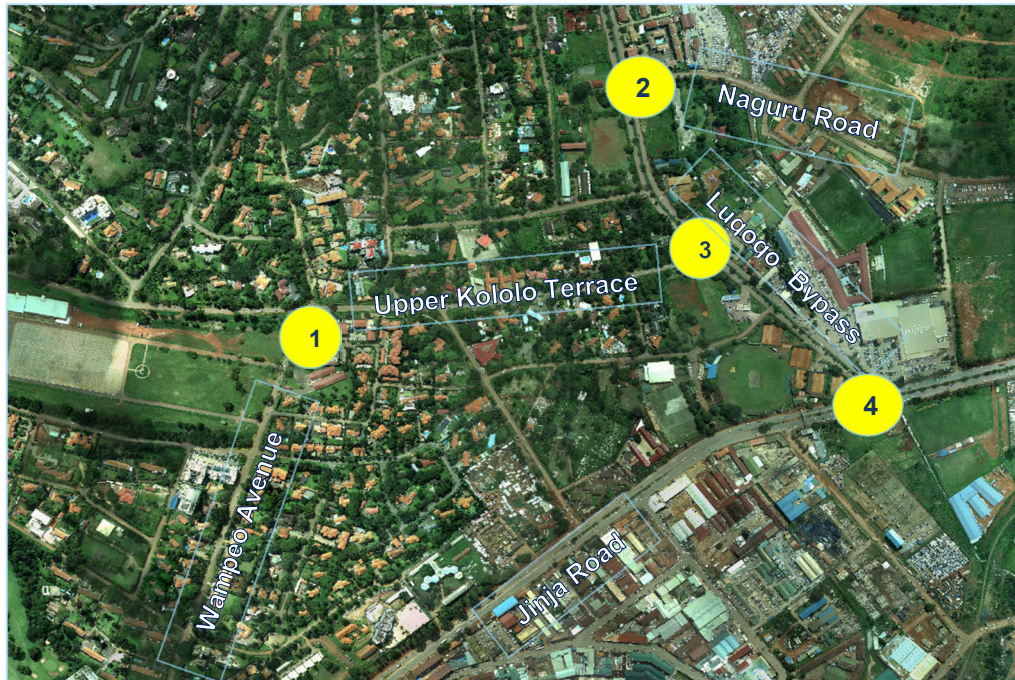 2
Naguru Road
Lugogo Bypass
3
Upper Kololo Terrace
1
4
Wampeo Avenue
Jinja Road